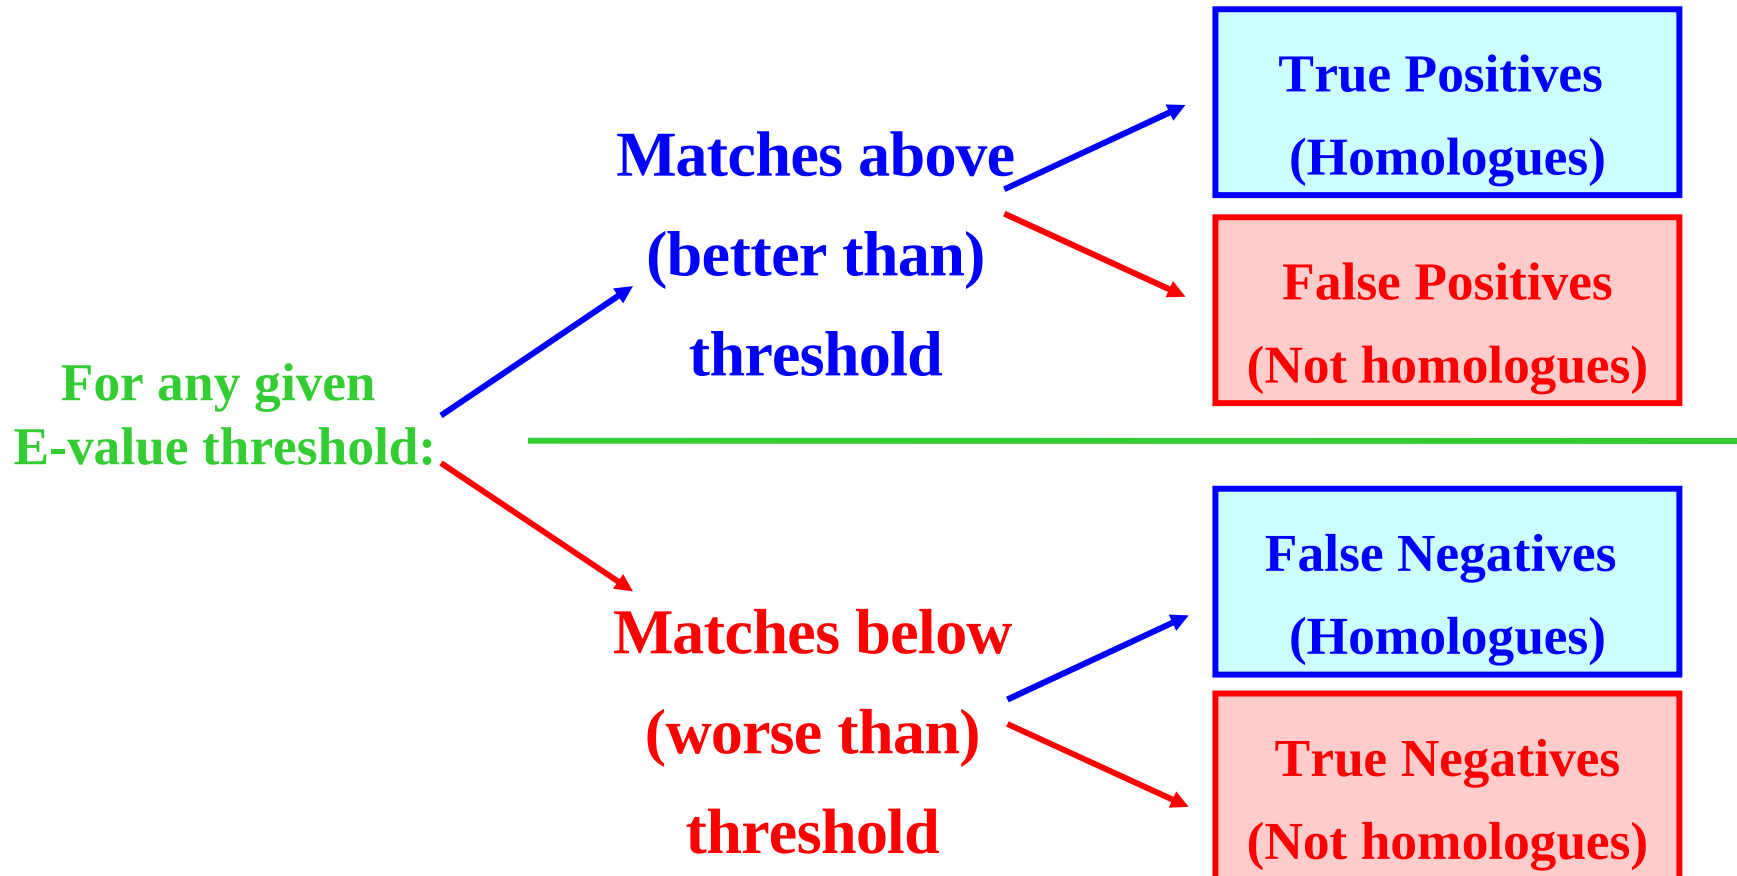 For any given
E-value threshold:
Matches above
(better than)
threshold
True Positives
(Homologues)
False Positives
(Not homologues)
Matches below
(worse than)
threshold
False Negatives
(Homologues)
True Negatives
(Not homologues)